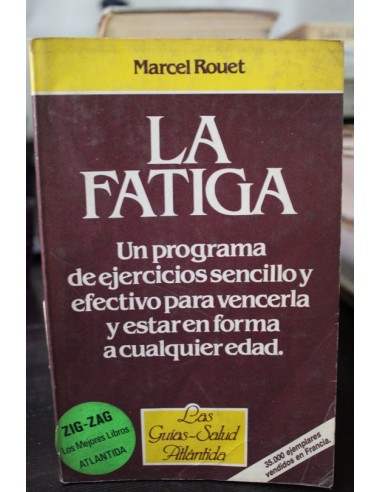 Marcel Rouet
LA
FATIGA
Un programa
de ejercicios sencillo y
efectivo para vencerla
y estar en forma
a cualquier edad.
ZIG-ZAG
Los Mejores Libros
ATLANTIDA
Las
Guías-Salud
Atlántida
35.000 ejemplares
vendidos en Francia.